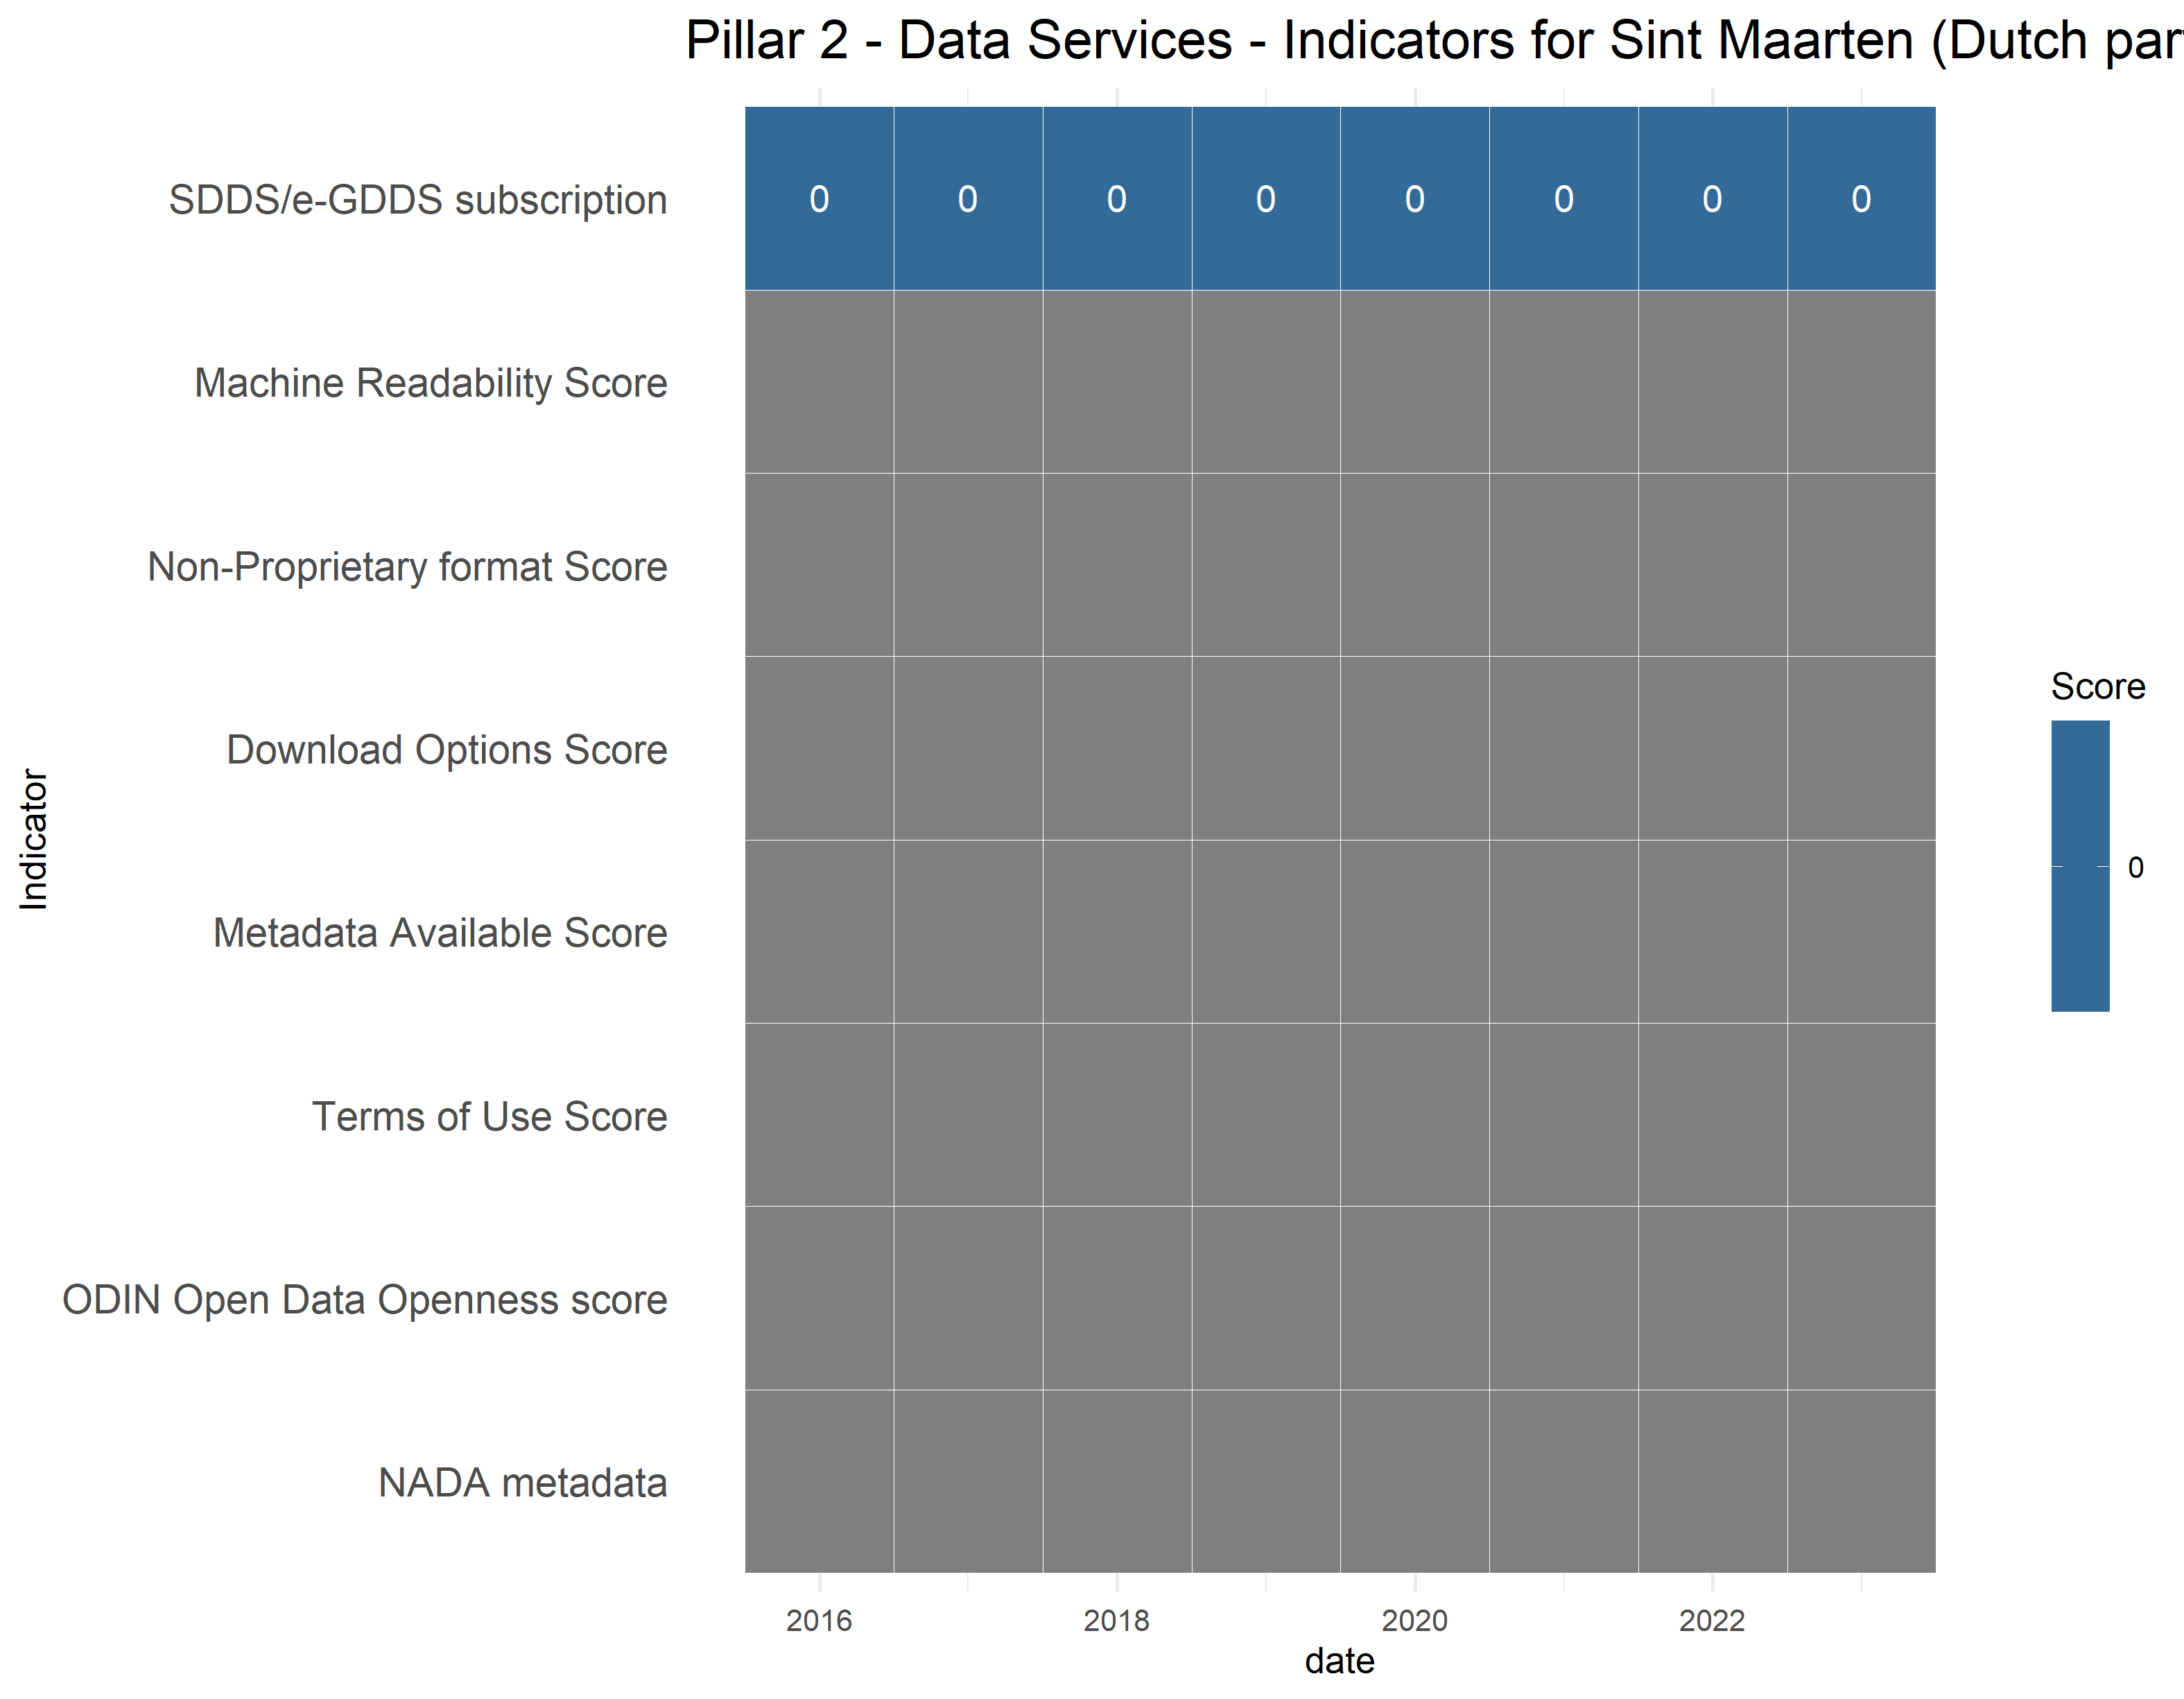 Pillar 2 - Data Services - Indicators for Sint Maarten (Dutch par
SDDS/e-GDDS subscription
0 0 0 0 0 0 0 0
Machine Readability Score
Non-Proprietary format Score
Download Options Score
Metadata Available Score
Terms of Use Score
ODIN Open Data Openness score
NADA metadata
Indicator
2016 2018 2020 2022
date
Score
0